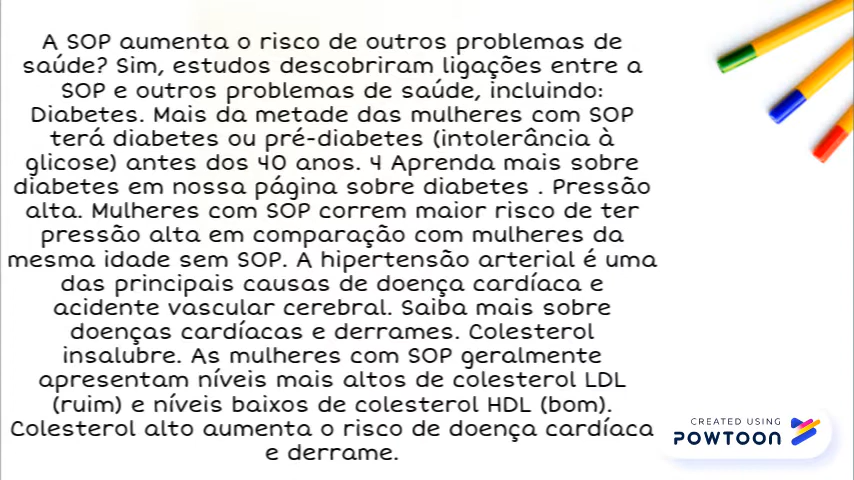 A SOP aumenta o risco de outros problemas de
saúde? Sim, estudos descobriram ligações entre a
SOP e outros problemas de saúde, incluindo:
Diabetes. Mais da metade das mulheres com SOP
terá diabetes ou pré-diabetes (intolerância à
glicose) antes dos 40 anos. 4 Aprenda mais sobre
diabetes em nossa página sobre diabetes . Pressão
alta. Mulheres com SOP correm maior risco de ter
pressão alta em comparação com mulheres da
mesma idade sem SOP. A hipertensão arterial é uma
das principais causas de doença cardíaca e
acidente vascular cerebral. Saiba mais sobre
doenças cardíacas e derrames. Colesterol
insalubre. As mulheres com SOP geralmente
apresentam níveis mais altos de colesterol LDL
(ruim) e níveis baixos de colesterol HDL (bom).
Colesterol alto aumenta o risco de doença cardíaca
e derrame.
CREATED USING
POWTOON